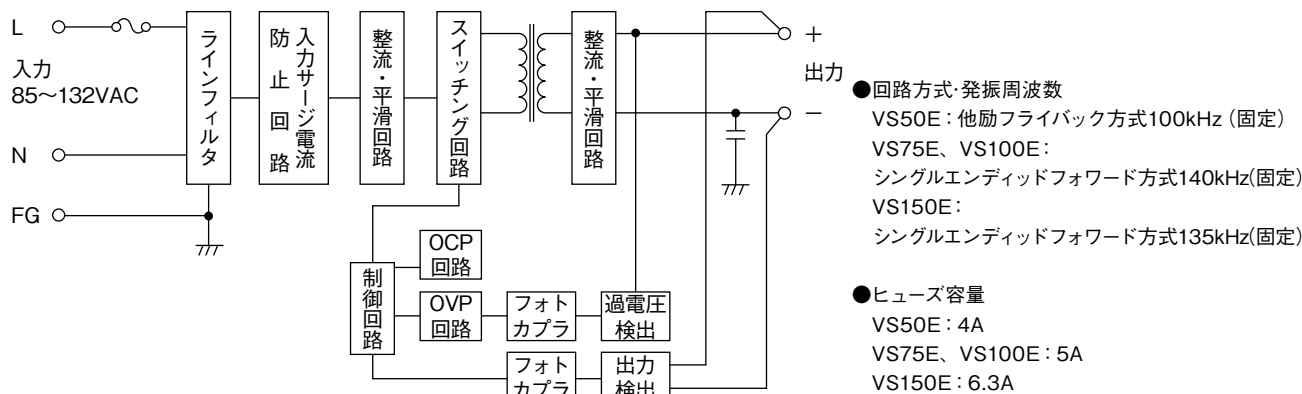 L
入力
85～132VAC
N
FG
ラインフィルタ
入力サージ電流
防止回路
整流・平滑回路
スイッチング回路
整流・平滑回路
＋
出力
－
制御回路
OCP
回路
OVP
回路
フォト
カプラ
過電圧
検出
フォト
カプラ
出力
検出
●回路方式・発振周波数
VS50E：他励フライバック方式100kHz（固定）
VS75E、VS100E：
シングルエンディッドフォワード方式140kHz(固定)
VS150E：
シングルエンディッドフォワード方式135kHz(固定)
●ヒューズ容量
VS50E：4A
VS75E、VS100E：5A
VS150E：6.3A